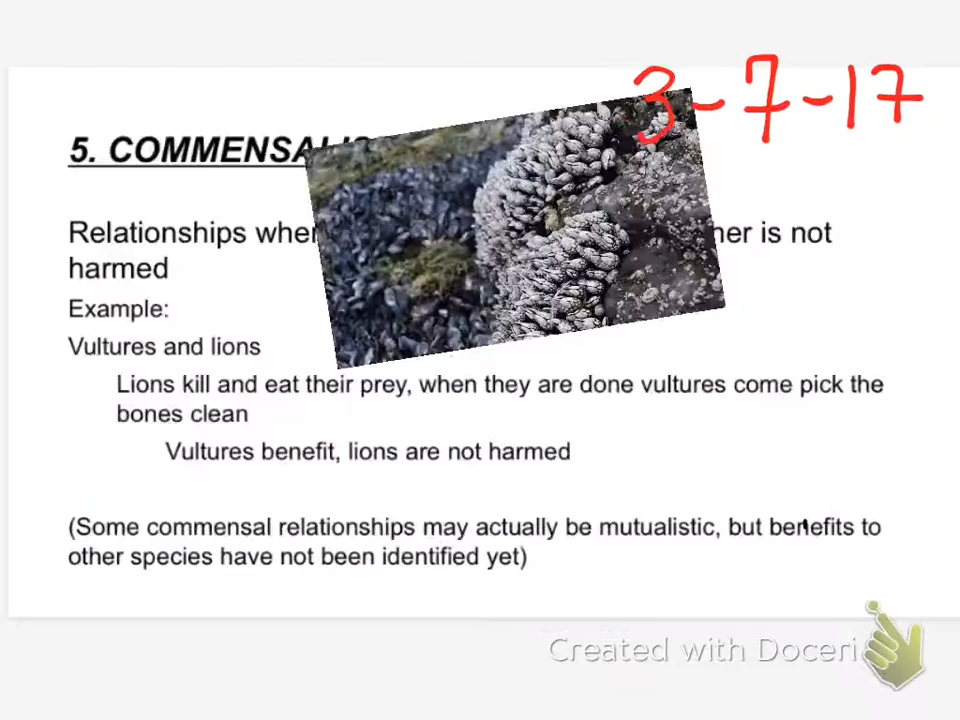 3-7-17
5. COMMENSALIS
Relationships when her is not
harmed
Example:
Vultures and lions
Lions kill and eat their prey, when they are done vultures come pick the
bones clean
Vultures benefit, lions are not harmed
(Some commensal relationships may actually be mutualistic, but benefits to
other species have not been identified yet)
Created with Doceri